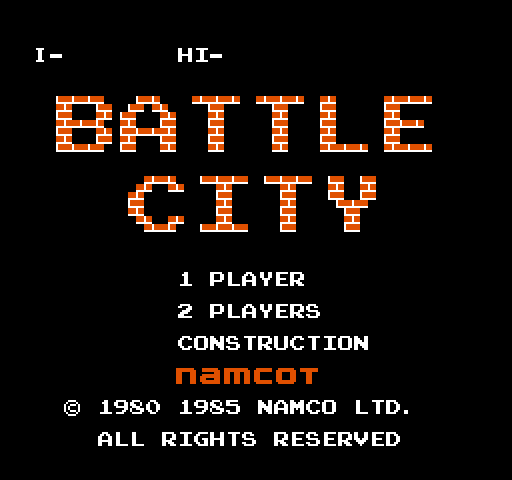 I- HI-
BATTLE
CITY
1 PLAYER
2 PLAYERS
CONSTRUCTION
namcot
© 1980 1985 NAMCO LTD.
ALL RIGHTS RESERVED